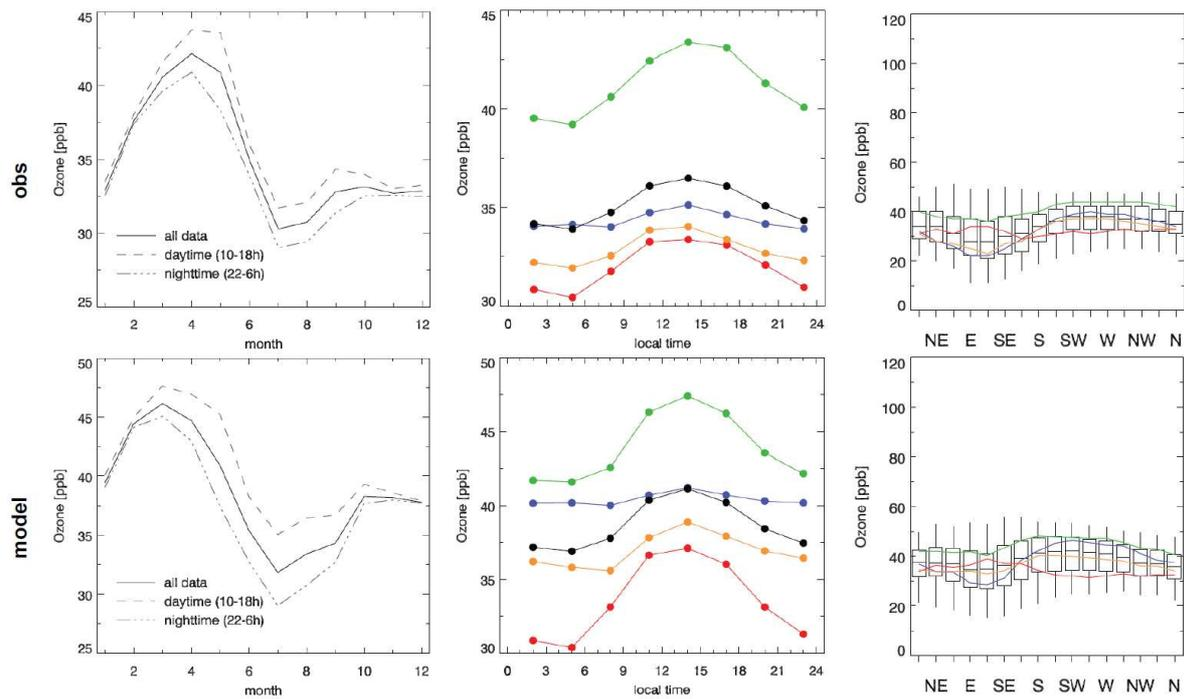 obs
Ozone [ppb]
45
40
35
30
25
all data
daytime (10-18h)
nighttime (22-6h)
2 4 6 8 10 12
month
Ozone [ppb]
45
40
35
30
0 3 6 9 12 15 18 21 24
local time
Ozone [ppb]
120
100
80
60
40
20
0
NE E SE S SW W NW N
model
Ozone [ppb]
50
45
40
35
30
25
all data
daytime (10-18h)
nighttime (22-6h)
2 4 6 8 10 12
month
Ozone [ppb]
50
45
40
35
30
0 3 6 9 12 15 18 21 24
local time
Ozone [ppb]
120
100
80
60
40
20
0
NE E SE S SW W NW N